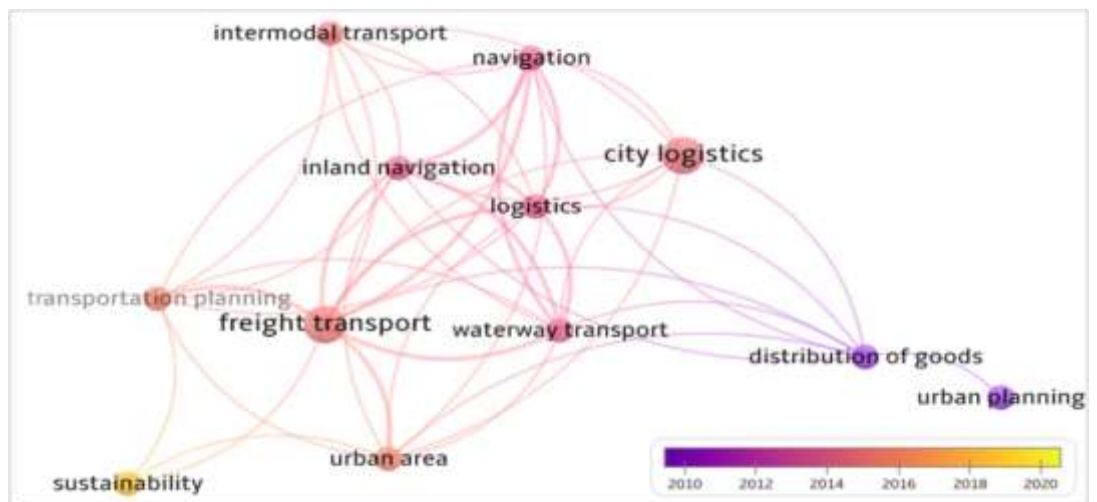 intermodal transport
navigation
city logistics
inland navigation
logistics
transportation planning
freight transport
waterway transport
distribution of goods
urban planning
urban area
sustainability
2010 2012 2014 2016 2018 2020